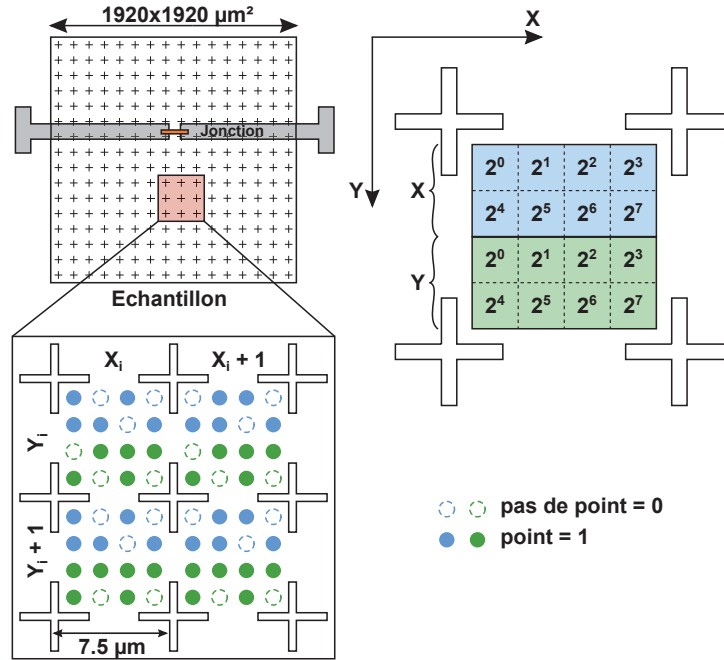 1920x1920 µm²
Jonction
Echantillon
X
Y
X
2⁰ 2¹ 2² 2³
2⁴ 2⁵ 2⁶ 2⁷
Y
2⁰ 2¹ 2² 2³
2⁴ 2⁵ 2⁶ 2⁷
Xᵢ Xᵢ + 1
Yᵢ
Yᵢ + 1
7.5 µm
pas de point = 0
point = 1